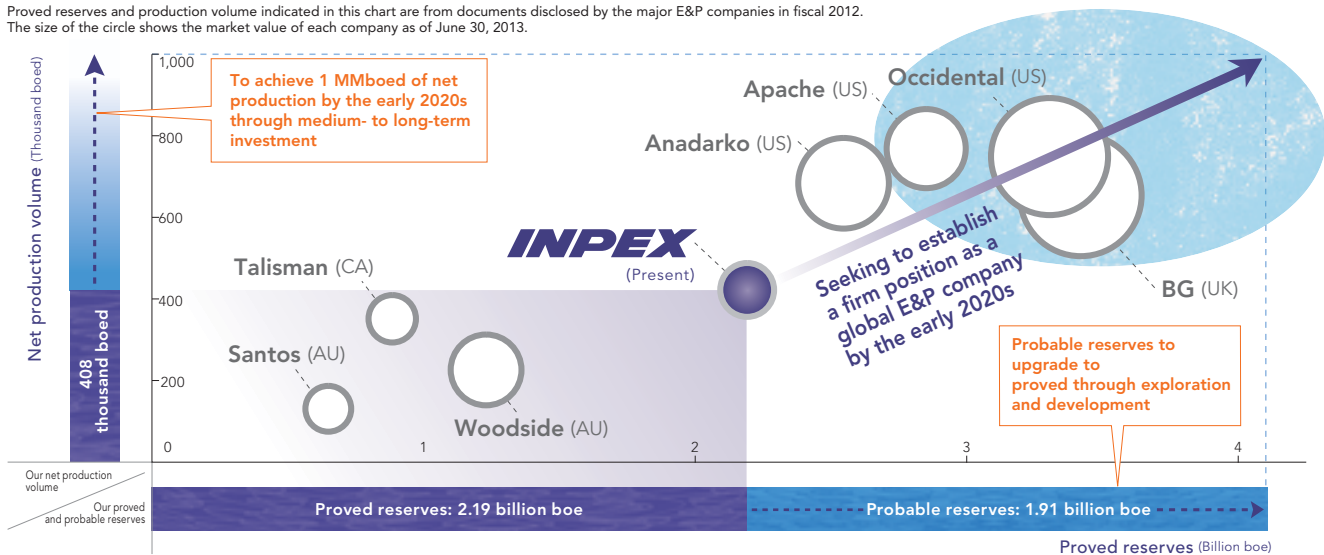 Proved reserves and production volume indicated in this chart are from documents disclosed by the major E&P companies in fiscal 2012.
The size of the circle shows the market value of each company as of June 30, 2013.
Net production volume (Thousand boed)
1,000
800
600
400
200
0
1
2
3
4
To achieve 1 MMboed of net
production by the early 2020s
through medium- to long-term
investment
Apache (US)
Occidental (US)
Anadarko (US)
INPEX
(Present)
Talisman (CA)
Santos (AU)
Woodside (AU)
BG (UK)
Seeking to establish
a firm position as a
global E&P company
by the early 2020s
Probable reserves to
upgrade to
proved through exploration
and development
408
thousand boed
Our net production
volume
Our proved
and probable reserves
Proved reserves: 2.19 billion boe
Probable reserves: 1.91 billion boe
Proved reserves (Billion boe)